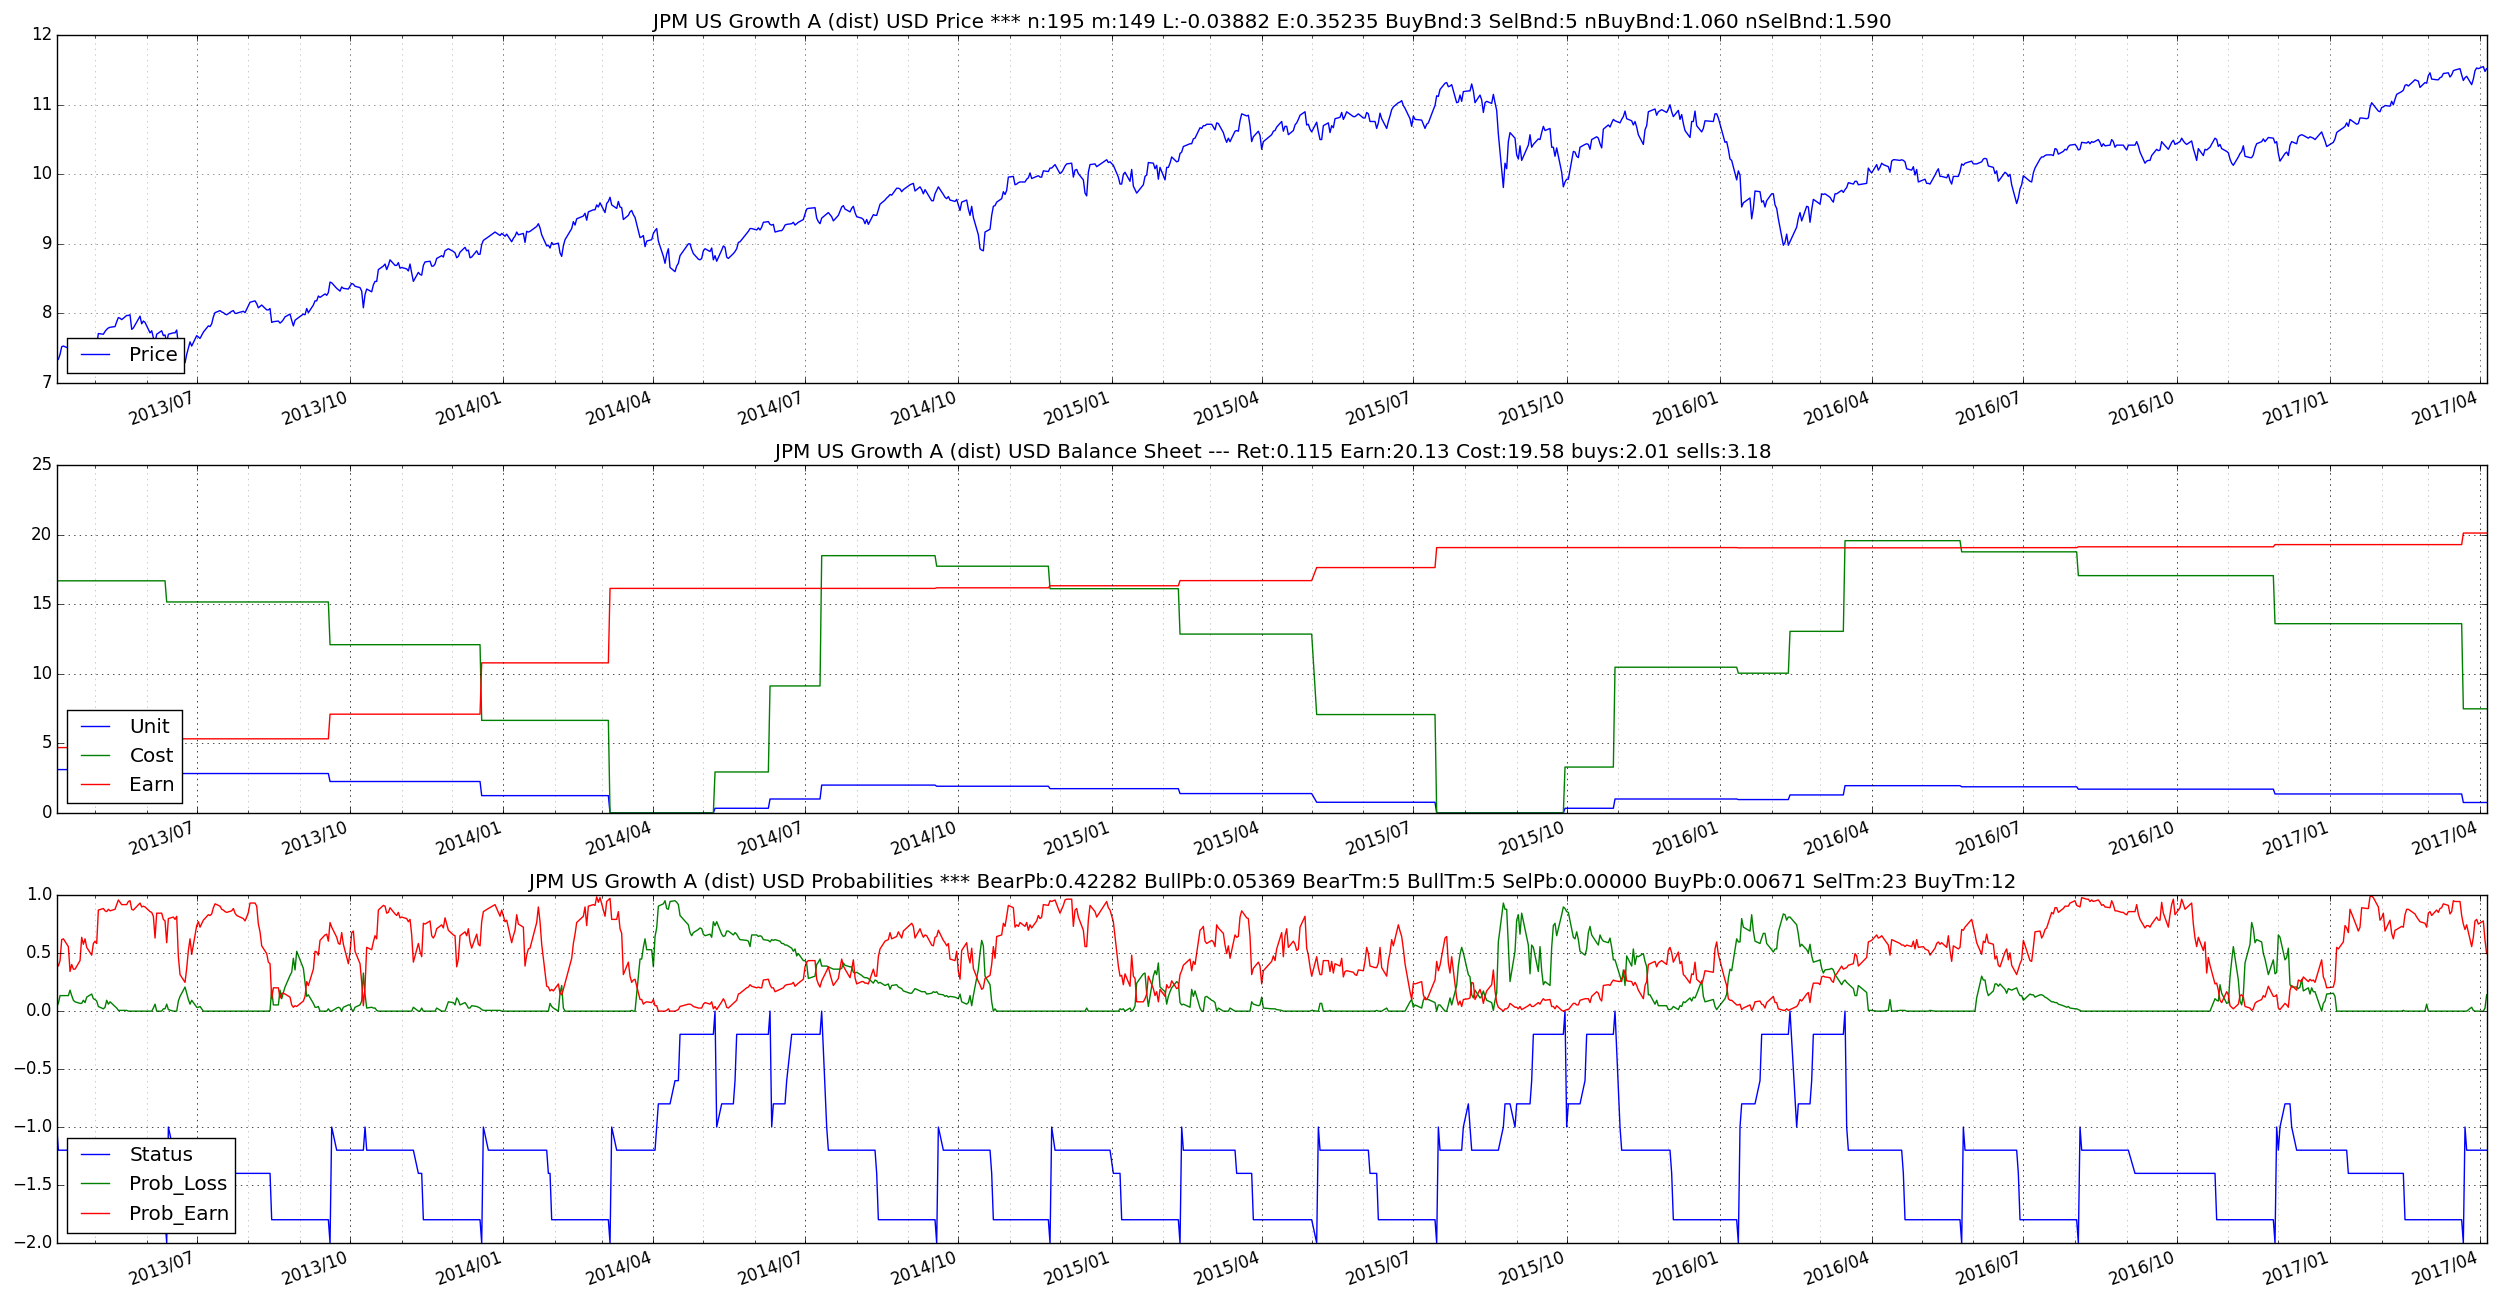 JPM US Growth A (dist) USD Price *** n:195 m:149 L:-0.03882 E:0.35235 BuyBnd:3 SelBnd:5 nBuyBnd:1.060 nSelBnd:1.590
12
11
10
9
8
7
Price
2013/07 2013/10 2014/01 2014/04 2014/07 2014/10 2015/01 2015/04 2015/07 2015/10 2016/01 2016/04 2016/07 2016/10 2017/01 2017/04
JPM US Growth A (dist) USD Balance Sheet --- Ret:0.115 Earn:20.13 Cost:19.58 buys:2.01 sells:3.18
25
20
15
10
5
0
Unit
Cost
Earn
2013/07 2013/10 2014/01 2014/04 2014/07 2014/10 2015/01 2015/04 2015/07 2015/10 2016/01 2016/04 2016/07 2016/10 2017/01 2017/04
JPM US Growth A (dist) USD Probabilities *** BearPb:0.42282 BullPb:0.05369 BearTm:5 BullTm:5 SelPb:0.00000 BuyPb:0.00671 SelTm:23 BuyTm:12
1.0
0.5
0.0
−0.5
−1.0
−1.5
−2.0
Status
Prob_Loss
Prob_Earn
2013/07 2013/10 2014/01 2014/04 2014/07 2014/10 2015/01 2015/04 2015/07 2015/10 2016/01 2016/04 2016/07 2016/10 2017/01 2017/04